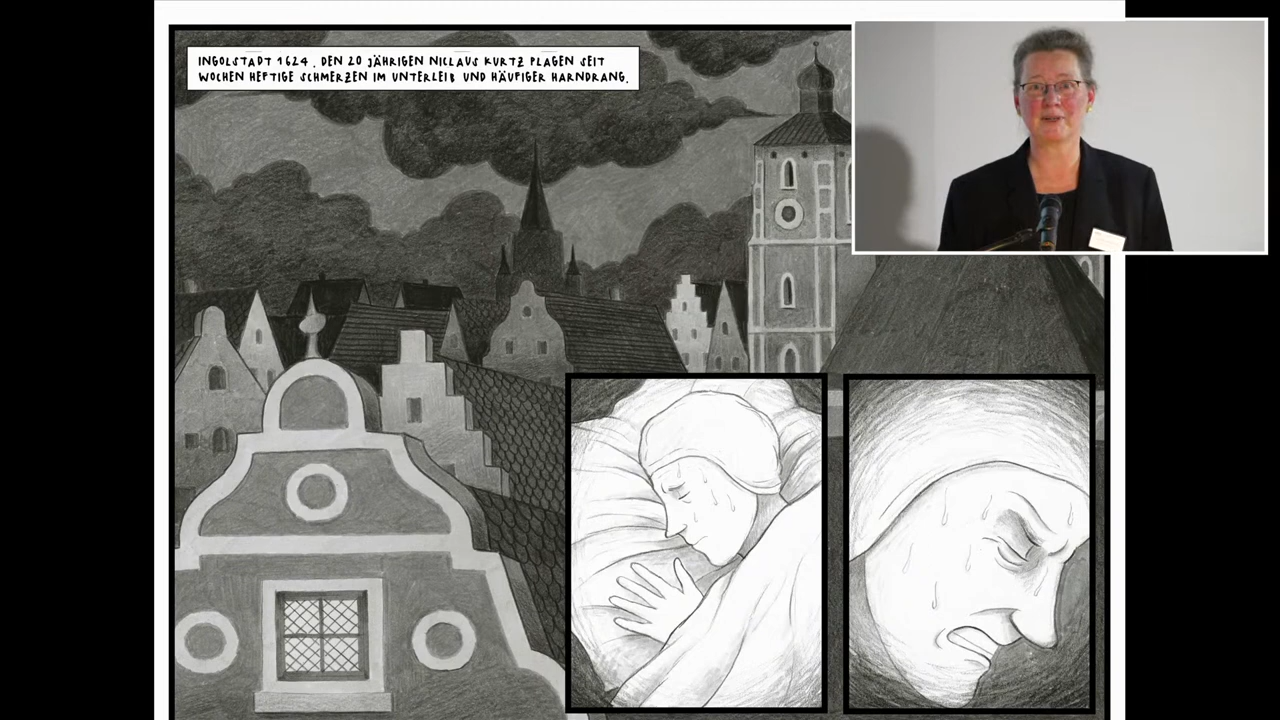 INGOLSTADT 1624. DEN 20 JÄHRIGEN NICLAUS KURTZ PLAGEN SEIT
WOCHEN HEFTIGE SCHMERZEN IM UNTERLEIB UND HÄUFIGER HARNDRANG.